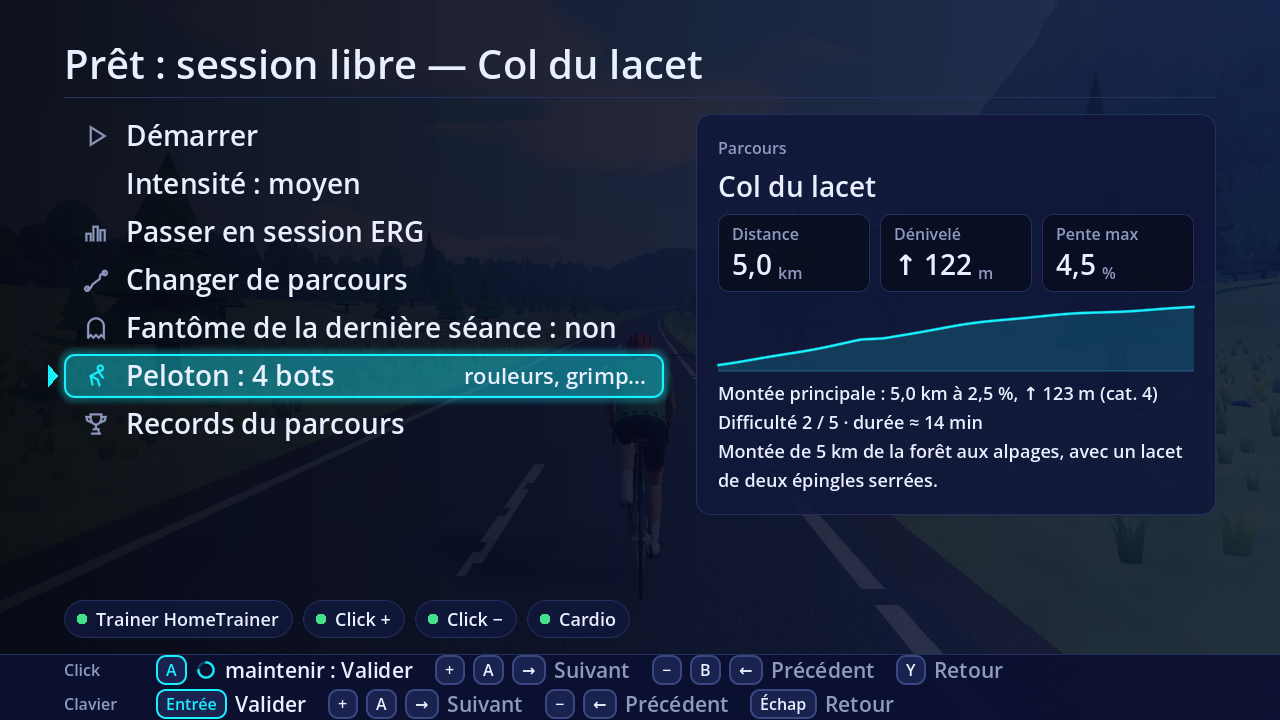 Prêt : session libre — Col du lacet
Démarrer
Intensité : moyen
Passer en session ERG
Changer de parcours
Fantôme de la dernière séance : non
Peloton : 4 bots rouleurs, grimp...
Records du parcours
Parcours
Col du lacet
Distance Dénivelé Pente max
5,0 km ↑ 122 m 4,5 %
Montée principale : 5,0 km à 2,5 %, ↑ 123 m (cat. 4)
Difficulté 2 / 5 · durée ≈ 14 min
Montée de 5 km de la forêt aux alpages, avec un lacet
de deux épingles serrées.
Trainer HomeTrainer Click + Click − Cardio
Click A maintenir : Valider + A → Suivant − B ← Précédent Y Retour
Clavier Entrée Valider + A → Suivant − ← Précédent Échap Retour